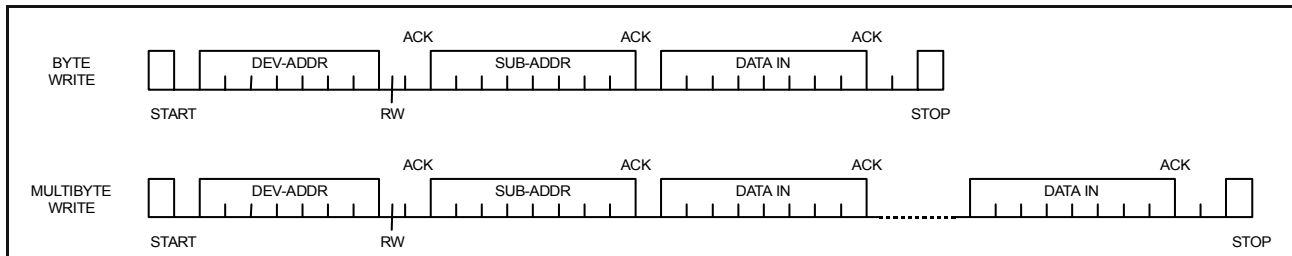 ACK ACK ACK
BYTE
WRITE
DEV-ADDR SUB-ADDR DATA IN
START RW STOP
ACK ACK ACK ACK
MULTIBYTE
WRITE
DEV-ADDR SUB-ADDR DATA IN DATA IN
START RW STOP